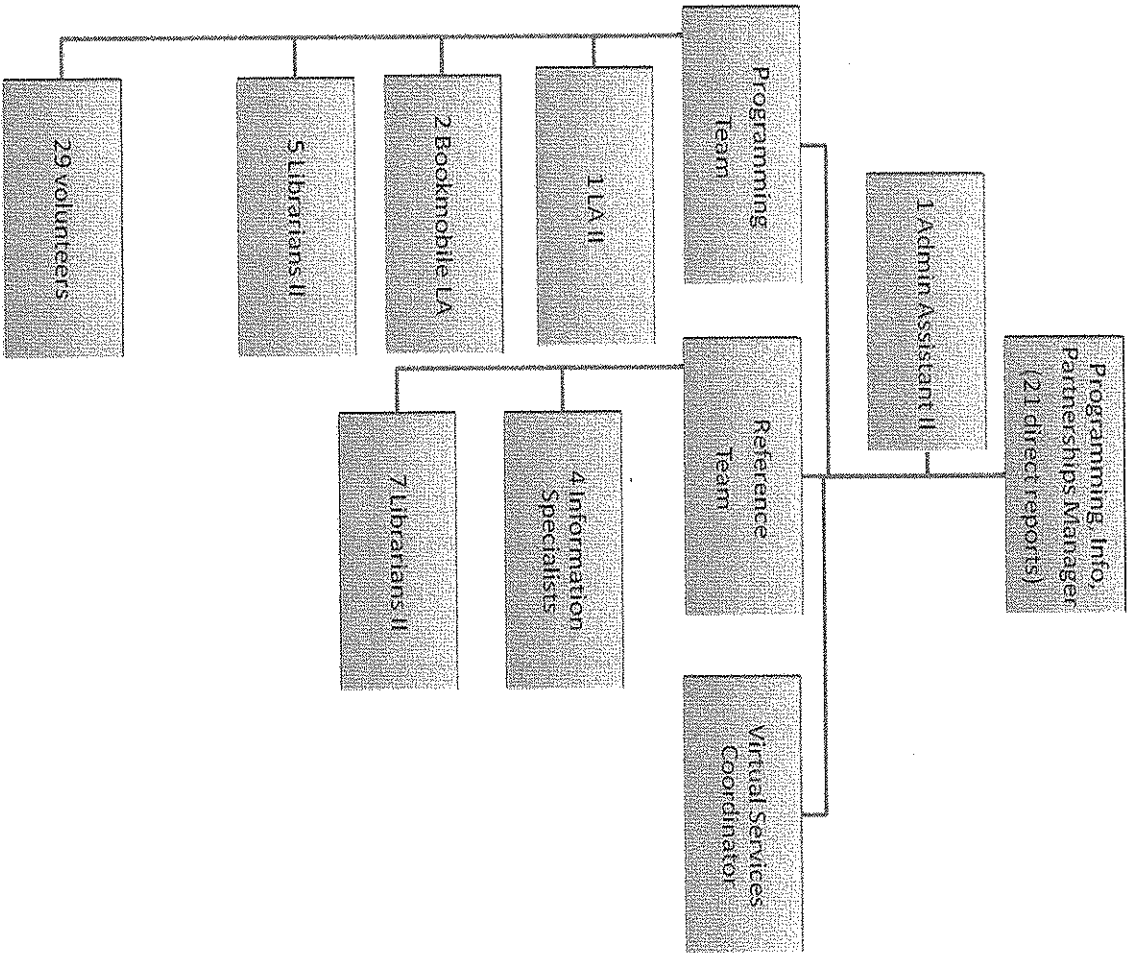 Programming, Info,
Partnerships Manager
(21 direct reports)
1 Admin Assistant II
Programming
Team
Reference
Team
Virtual Services
Coordinator
1 LA II
2 Bookmobile LA
5 Librarians II
29 volunteers
4 Information
Specialists
7 Librarians II